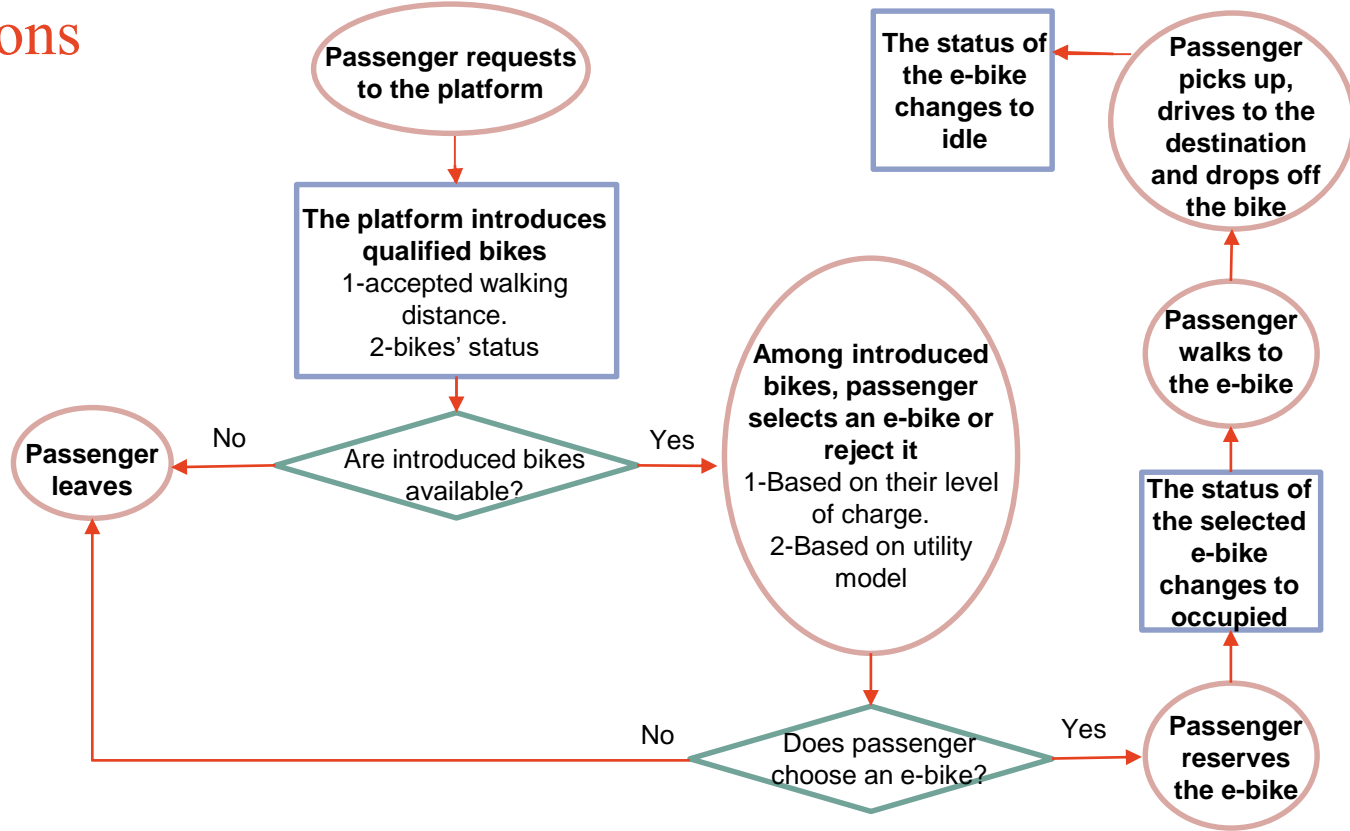 ons
Passenger requests
to the platform
The platform introduces
qualified bikes
1-accepted walking
distance.
2-bikes' status
Are introduced bikes
available?
No
Yes
Passenger
leaves
Among introduced
bikes, passenger
selects an e-bike or
reject it
1-Based on their level
of charge.
2-Based on utility
model
Does passenger
choose an e-bike?
No
Yes
Passenger
reserves
the e-bike
The status of
the selected
e-bike
changes to
occupied
Passenger
walks to
the e-bike
Passenger
picks up,
drives to the
destination
and drops off
the bike
The status of
the e-bike
changes to
idle